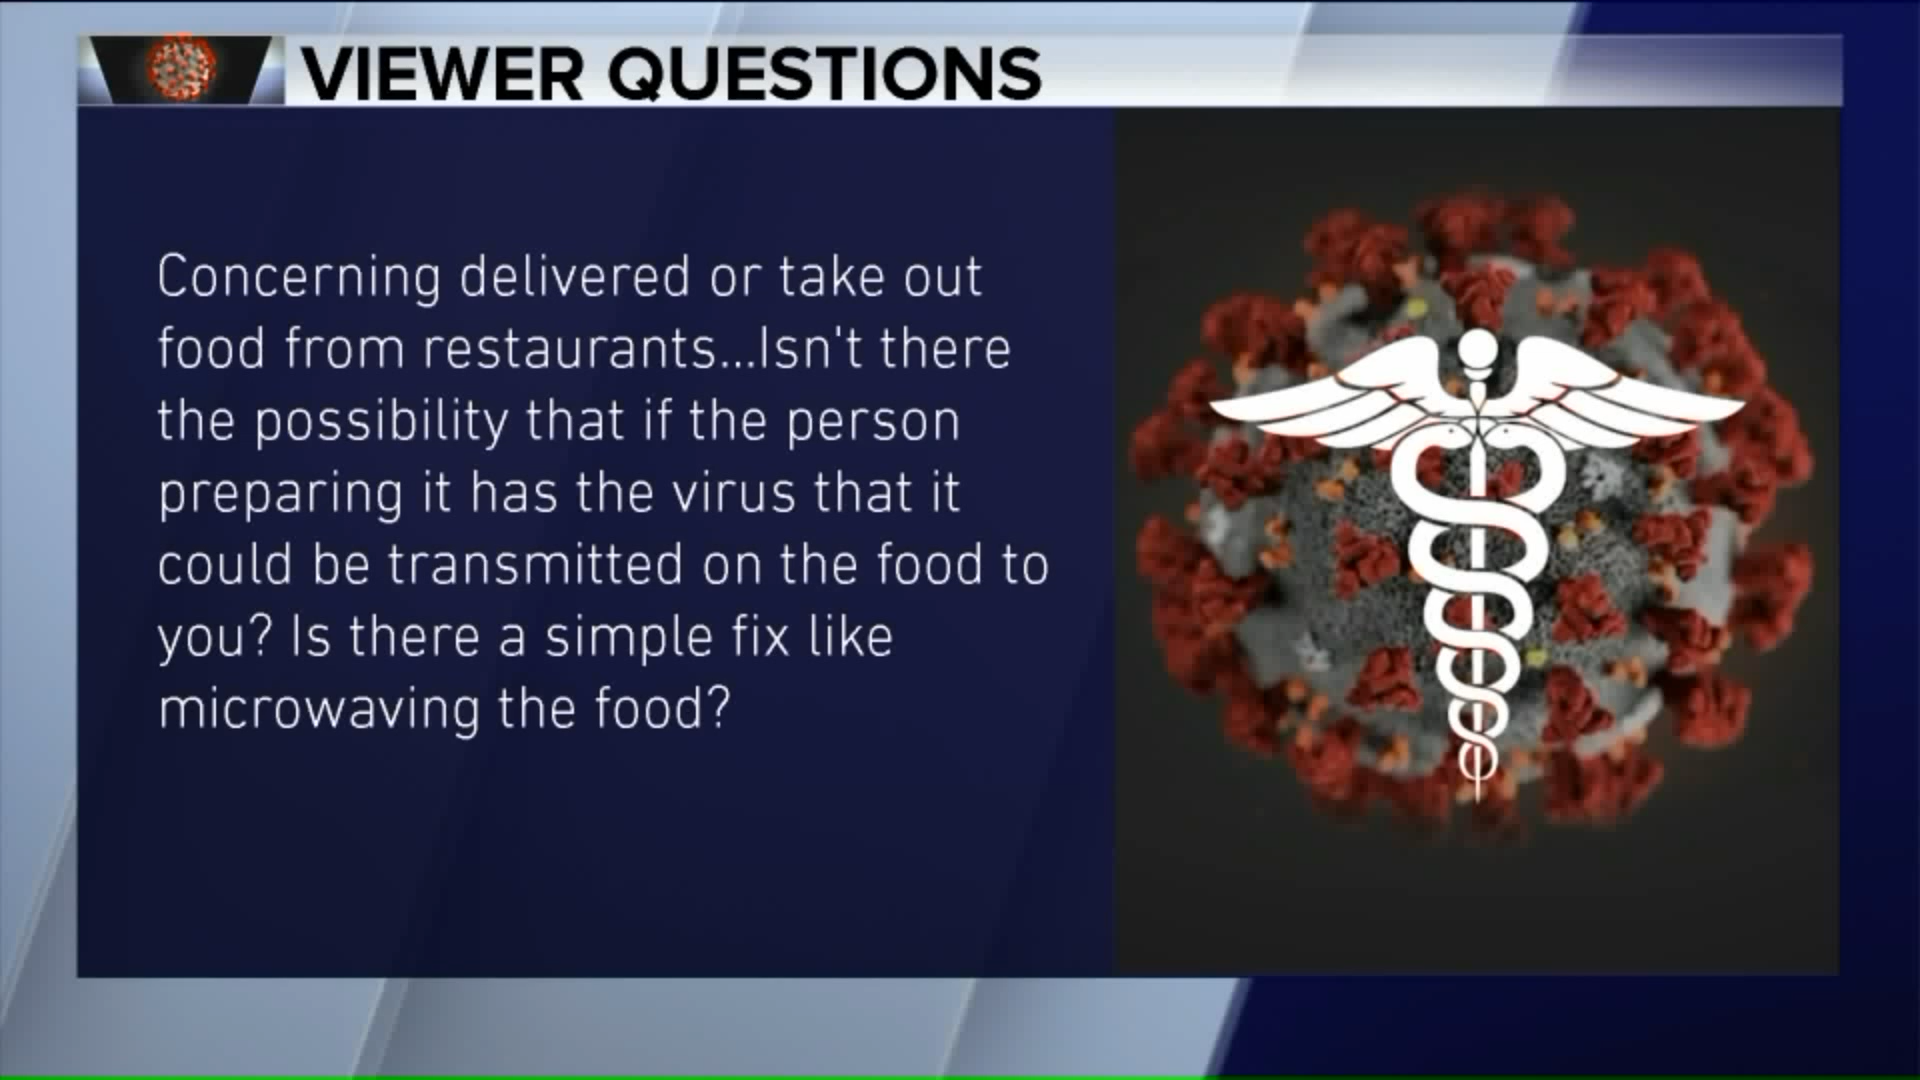 VIEWER QUESTIONS
Concerning delivered or take out
food from restaurants...Isn't there
the possibility that if the person
preparing it has the virus that it
could be transmitted on the food to
you? Is there a simple fix like
microwaving the food?